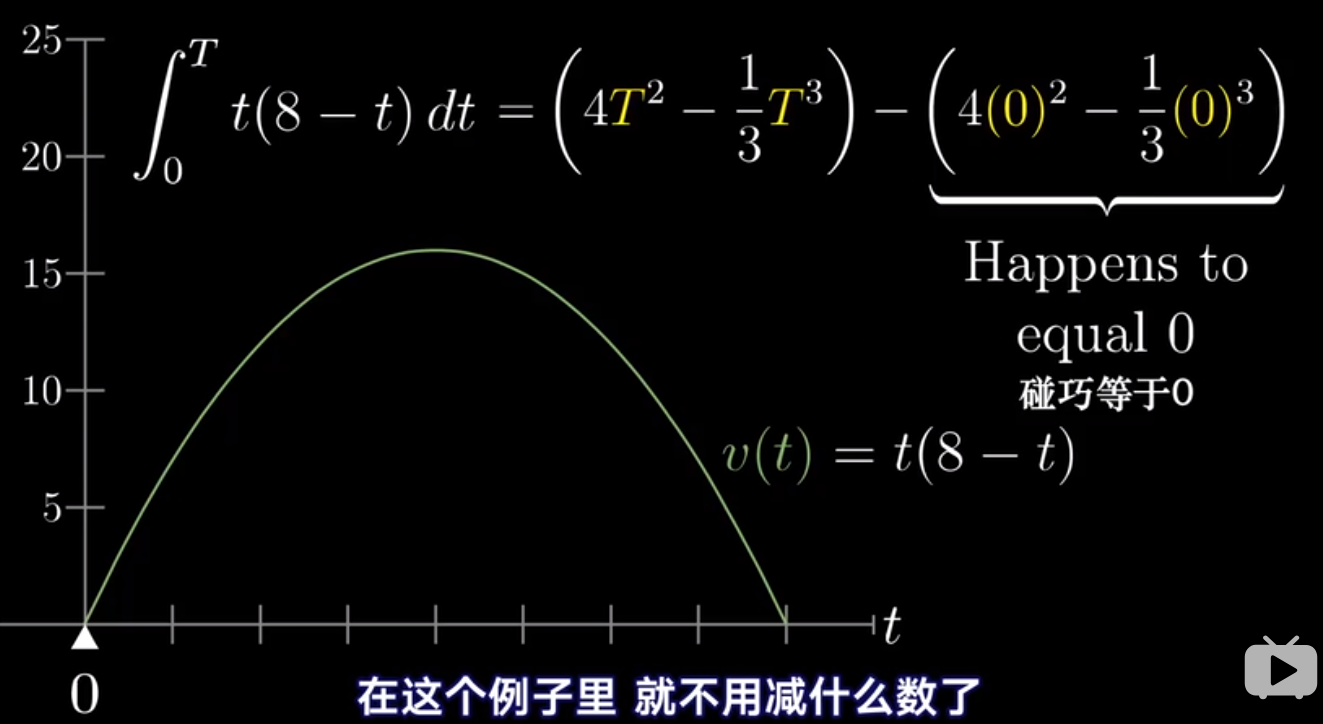 25
20
15
10
5
∫₀ᵀ t(8 − t) dt = (4T² − 1/3 T³) − (4(0)² − 1/3 (0)³)
Happens to
equal 0
碰巧等于0
v(t) = t(8 − t)
t
0
在这个例子里 就不用减什么数了